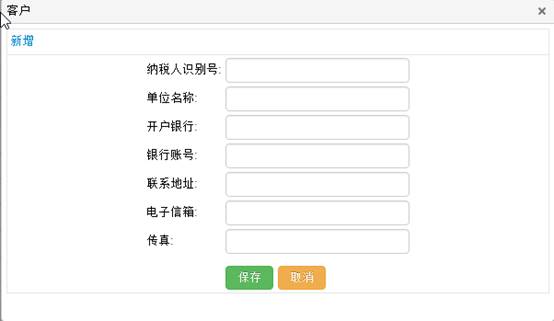 客户
新增
纳税人识别号:
单位名称:
开户银行:
银行账号:
联系地址:
电子信箱:
传真:
保存 取消